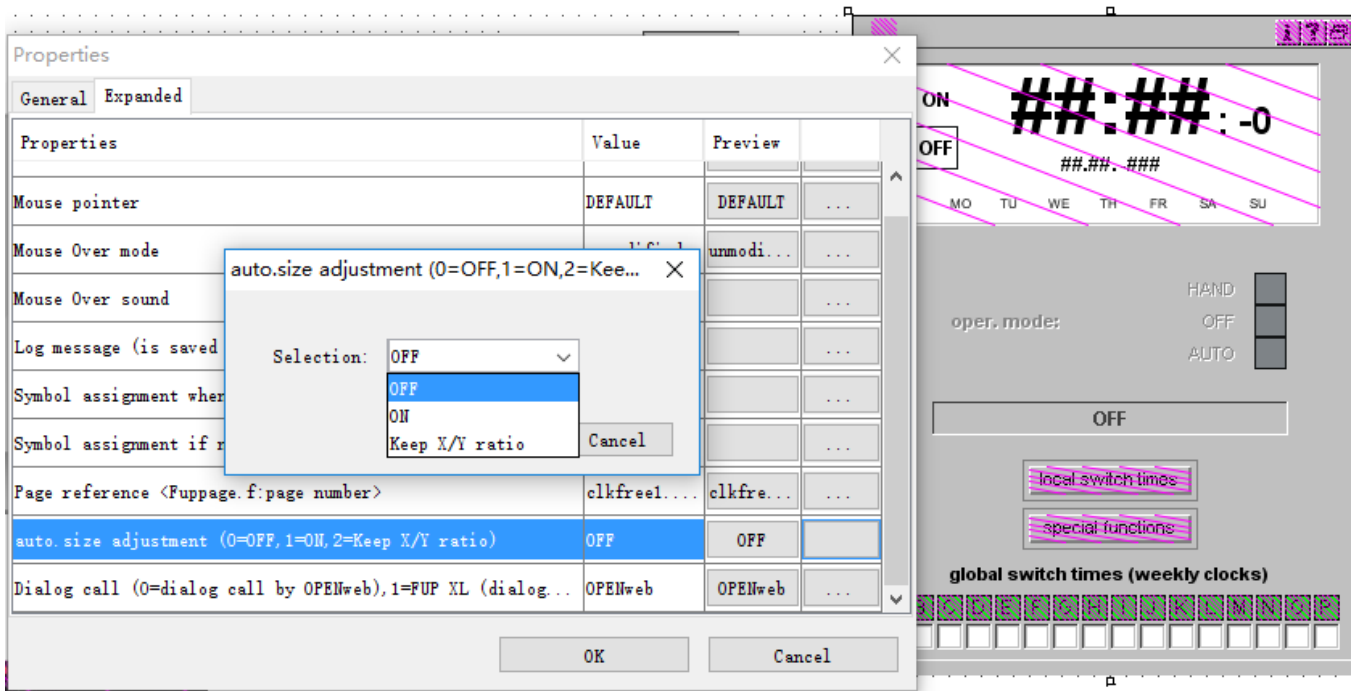 Properties
General Expanded
Properties Value Preview
Mouse pointer DEFAULT DEFAULT ...
Mouse Over mode unmodi... ...
Mouse Over sound ...
Log message (is saved ...
Symbol assignment wher ...
Symbol assignment if r ...
Page reference <Fuppage.f:page number> clkfree1.... clkfre... ...
auto.size adjustment (0=OFF,1=ON,2=Keep X/Y ratio) OFF OFF
Dialog call (0=dialog call by OPENweb),1=FUP XL (dialog... OPENweb OPENweb ...
OK Cancel
auto.size adjustment (0=OFF,1=ON,2=Kee...
Selection: OFF
OFF
ON
Keep X/Y ratio
Cancel
i ?
ON ##:##:-0
OFF
##.##.-###
MO TU WE TH FR SA SU
HAND
oper. mode: OFF
AUTO
OFF
local switch times
special functions
global switch times (weekly clocks)
B C D E F G H I J K L M N O P